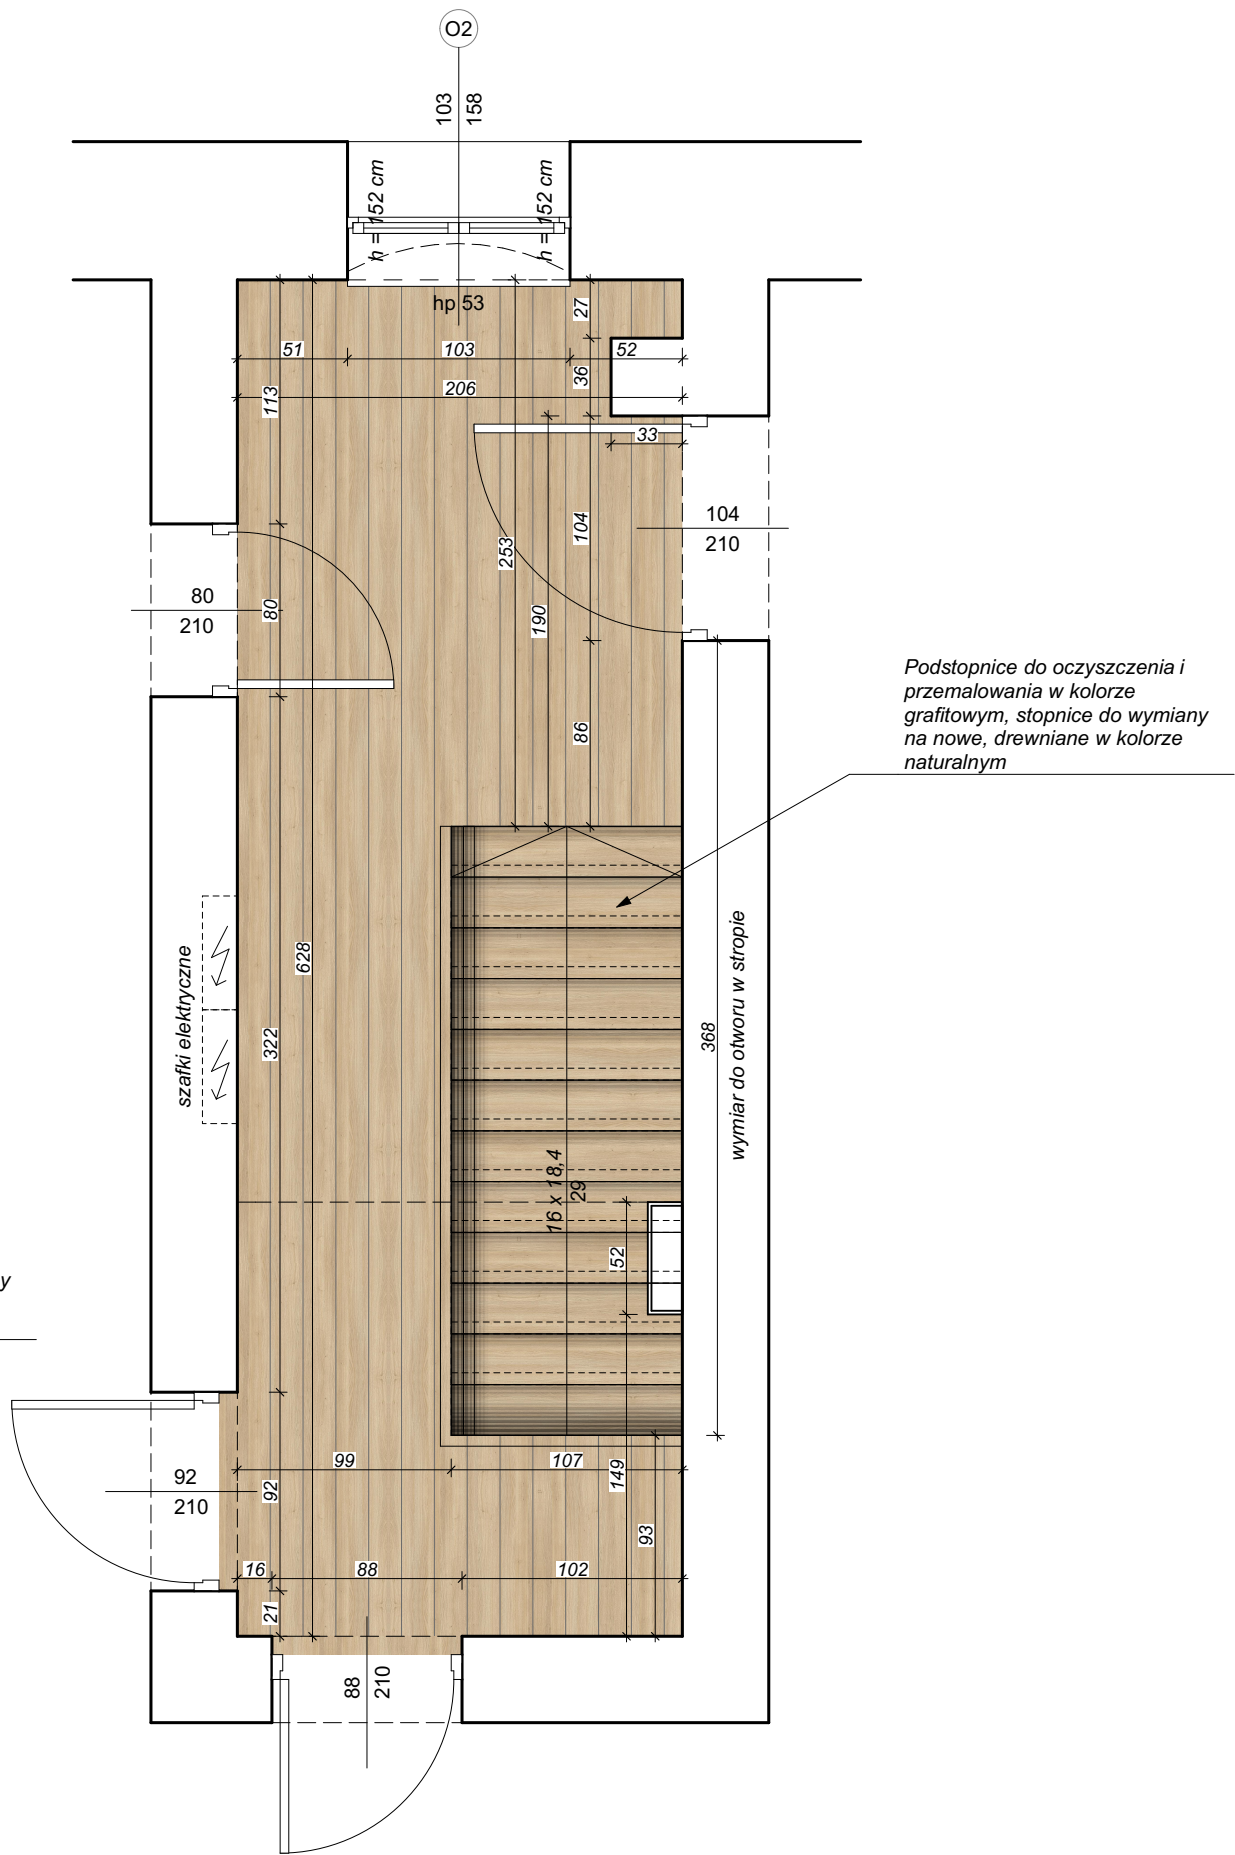 O2
103
158
h = 152 cm
h = 152 cm
hp 53
27
51
103
52
36
206
113
33
104
210
104
253
190
80
210
80
86
Podstopnice do oczyszczenia i
przemalowania w kolorze
grafitowym, stopnice do wymiany
na nowe, drewniane w kolorze
naturalnym
szafki elektryczne
628
322
368
wymiar do otworu w stropie
16 x 18,4
29
52
y
99
107
149
92
210
92
93
16
88
102
21
88
210